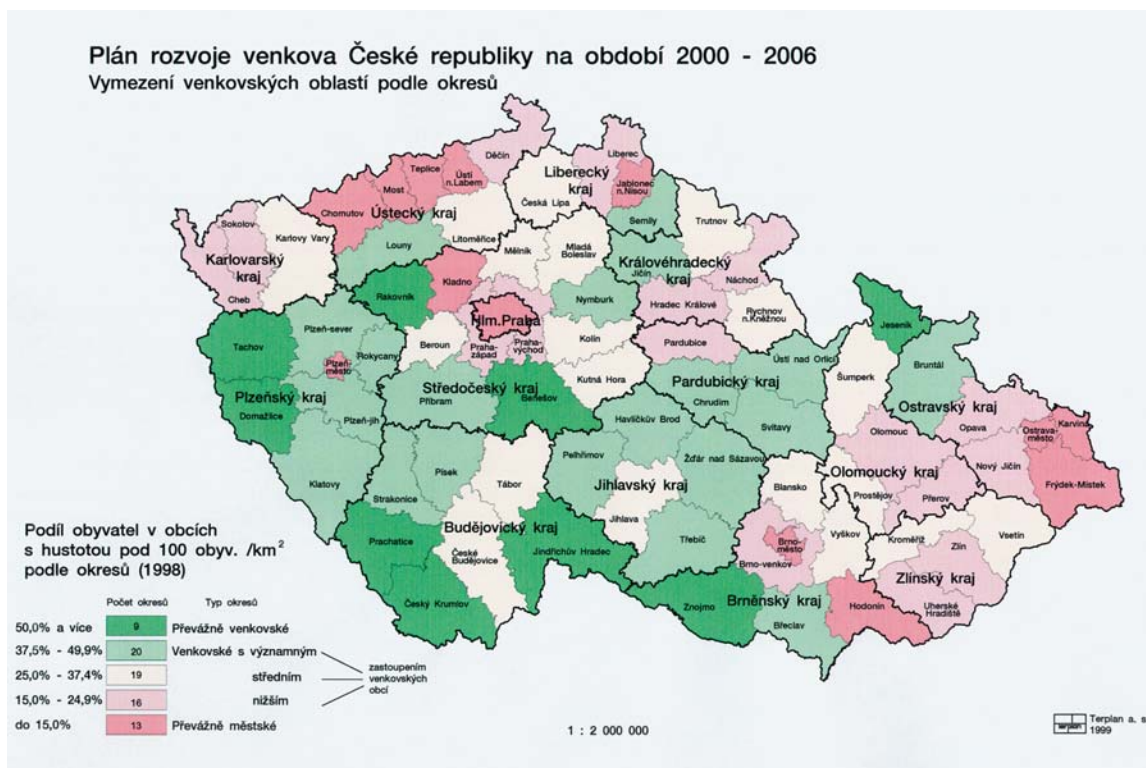 Plán rozvoje venkova České republiky na období 2000 - 2006
Vymezení venkovských oblastí podle okresů
Děčín
Liberec
Teplice
Ústí
n.Labem
Most
Liberecký
kraj
Jablonec
n.Nisou
Chomutov
Ústecký kraj
Česká Lípa
Semily
Trutnov
Sokolov
Karlovy Vary
Louny
Litoměřice
Mělník
Mladá
Boleslav
Královéhradecký
kraj
Jičín
Karlovarský
kraj
Náchod
Cheb
Rakovník
Kladno
Nymburk
Hradec Králové
Rychnov
n.Kněžnou
Jeseník
Hlm.Praha
Plzeň-sever
Tachov
Rokycany
Beroun
Praha-
západ
Praha-
východ
Kolín
Pardubice
Ústí nad Orlicí
Bruntál
Plzeň-
město
Šumperk
Kutná Hora
Středočeský kraj
Příbram
Benešov
Pardubický kraj
Chrudim
Plzeňský kraj
Domažlice
Plzeň-jih
Havlíčkův Brod
Svitavy
Ostravský kraj
Opava
Karviná
Ostrava-
město
Olomouc
Klatovy
Písek
Pelhřimov
Žďár nad Sázavou
Nový Jičín
Frýdek-Místek
Strakonice
Tábor
Jihlavský kraj
Blansko
Olomoucký kraj
Prostějov
Přerov
Jihlava
Budějovický kraj
Prachatice
České
Budějovice
Jindřichův Hradec
Třebíč
Brno-
město
Brno-venkov
Vyškov
Kroměříž
Zlín
Vsetín
Zlínský kraj
Český Krumlov
Znojmo
Brněnský kraj
Břeclav
Hodonín
Uherské
Hradiště
Podíl obyvatel v obcích
s hustotou pod 100 obyv. /km²
podle okresů (1998)
Počet okresů Typ okresů
50,0% a více 9 Převážně venkovské
37,5% - 49,9% 20 Venkovské s významným
25,0% - 37,4% 19 středním
15,0% - 24,9% 16 nižším
do 15,0% 13 Převážně městské
zastoupením
venkovských
obcí
1 : 2 000 000
terplan
Terplan a. s
1999